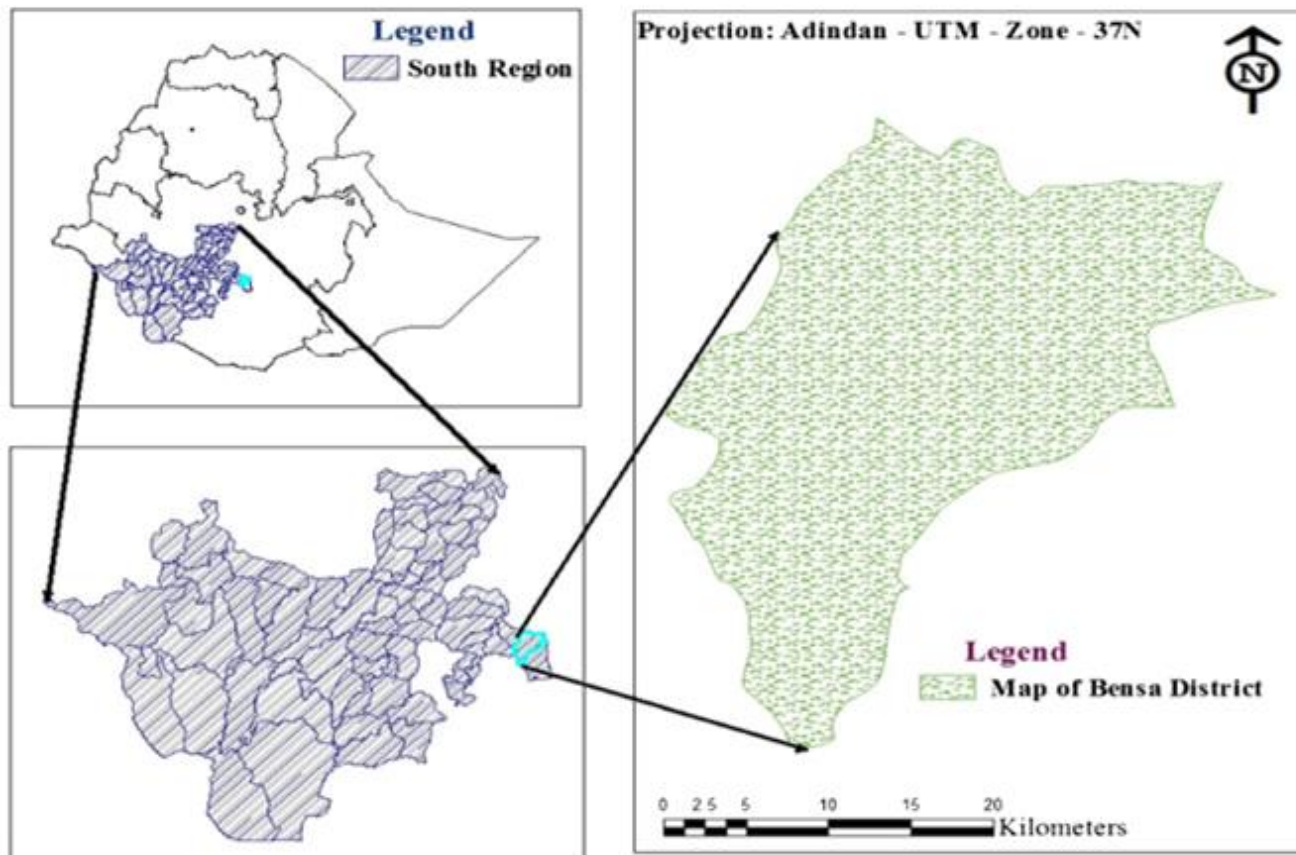 Legend
South Region
Projection: Adindan - UTM - Zone - 37N
N
Legend
Map of Bensa District
0 2 5 5 10 15 20
Kilometers